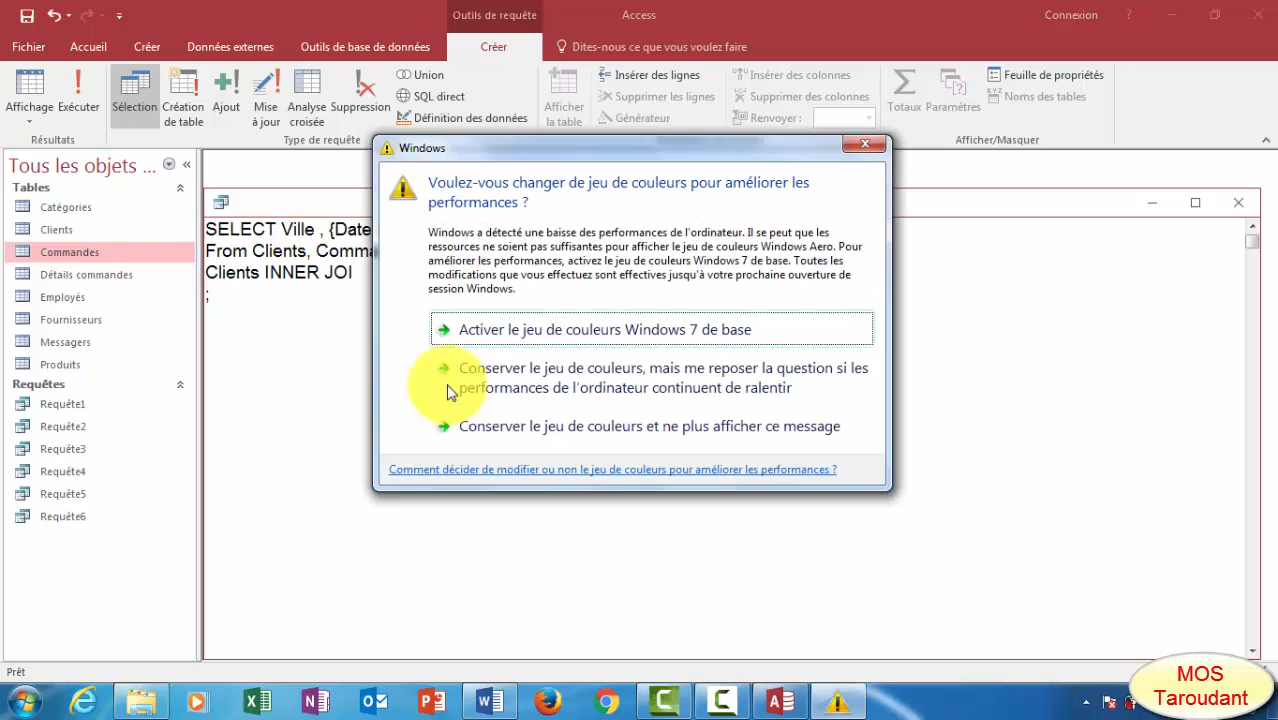 Outils de requête
Access
Connexion
?
Fichier
Accueil
Créer
Données externes
Outils de base de données
Créer
Dites-nous ce que vous voulez faire
Affichage
Exécuter
Sélection
Création
de table
Ajout
Mise
à jour
Analyse
croisée
Suppression
Union
SQL direct
Définition des données
Afficher
la table
Insérer des lignes
Supprimer les lignes
Générateur
Insérer des colonnes
Supprimer des colonnes
Renvoyer :
Totaux
Paramètres
Feuille de propriétés
Noms des tables
Résultats
Type de requête
Afficher/Masquer
Tous les objets ...
Tables
Catégories
Clients
Commandes
Détails commandes
Employés
Fournisseurs
Messagers
Produits
Requêtes
Requête1
Requête2
Requête3
Requête4
Requête5
Requête6
SELECT Ville , {Date
From Clients, Comma
Clients INNER JOI
;
Windows
Voulez-vous changer de jeu de couleurs pour améliorer les
performances ?
Windows a détecté une baisse des performances de l'ordinateur. Il se peut que les
ressources ne soient pas suffisantes pour afficher le jeu de couleurs Windows Aero. Pour
améliorer les performances, activez le jeu de couleurs Windows 7 de base. Toutes les
modifications que vous effectuez sont effectives jusqu'à votre prochaine ouverture de
session Windows.
Activer le jeu de couleurs Windows 7 de base
Conserver le jeu de couleurs, mais me reposer la question si les
performances de l'ordinateur continuent de ralentir
Conserver le jeu de couleurs et ne plus afficher ce message
Comment décider de modifier ou non le jeu de couleurs pour améliorer les performances ?
Prêt
MOS
Taroudant